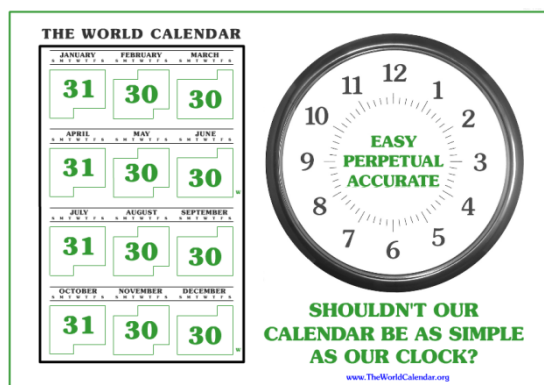 THE WORLD CALENDAR
JANUARY FEBRUARY MARCH
S M T W T F S S M T W T F S S M T W T F S
31 30 30
APRIL MAY JUNE
S M T W T F S S M T W T F S S M T W T F S
31 30 30 W
JULY AUGUST SEPTEMBER
S M T W T F S S M T W T F S S M T W T F S
31 30 30
OCTOBER NOVEMBER DECEMBER
S M T W T F S S M T W T F S S M T W T F S
31 30 30 W
12
11 1
10 2
EASY
9 PERPETUAL 3
ACCURATE
8 4
7 5
6
SHOULDN'T OUR
CALENDAR BE AS SIMPLE
AS OUR CLOCK?
www.TheWorldCalendar.org